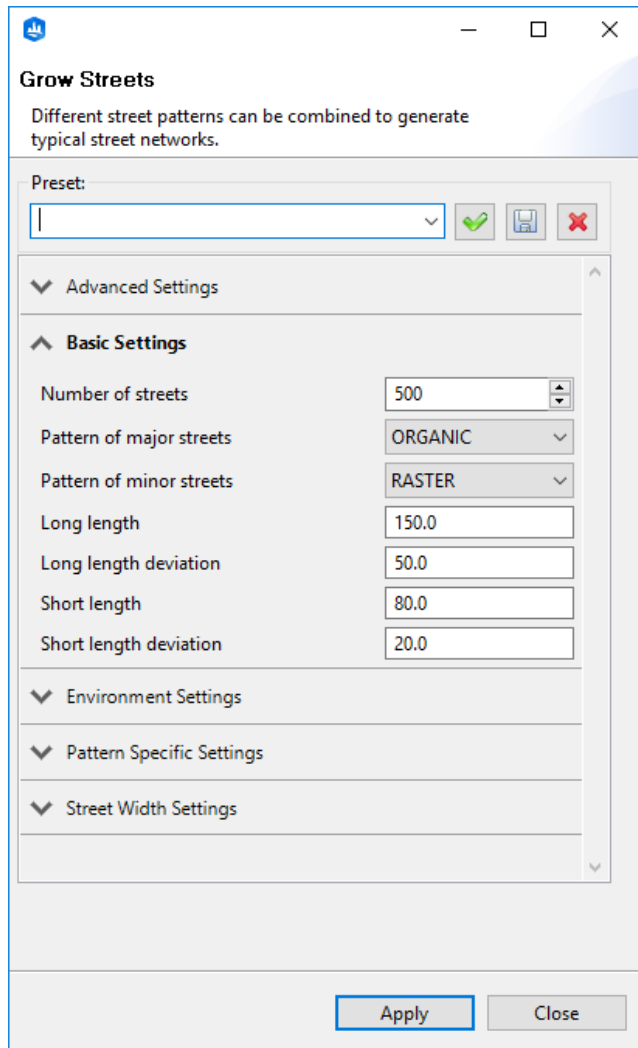 Grow Streets
Different street patterns can be combined to generate
typical street networks.
Preset:
Advanced Settings
Basic Settings
Number of streets 500
Pattern of major streets ORGANIC
Pattern of minor streets RASTER
Long length 150.0
Long length deviation 50.0
Short length 80.0
Short length deviation 20.0
Environment Settings
Pattern Specific Settings
Street Width Settings
Apply Close